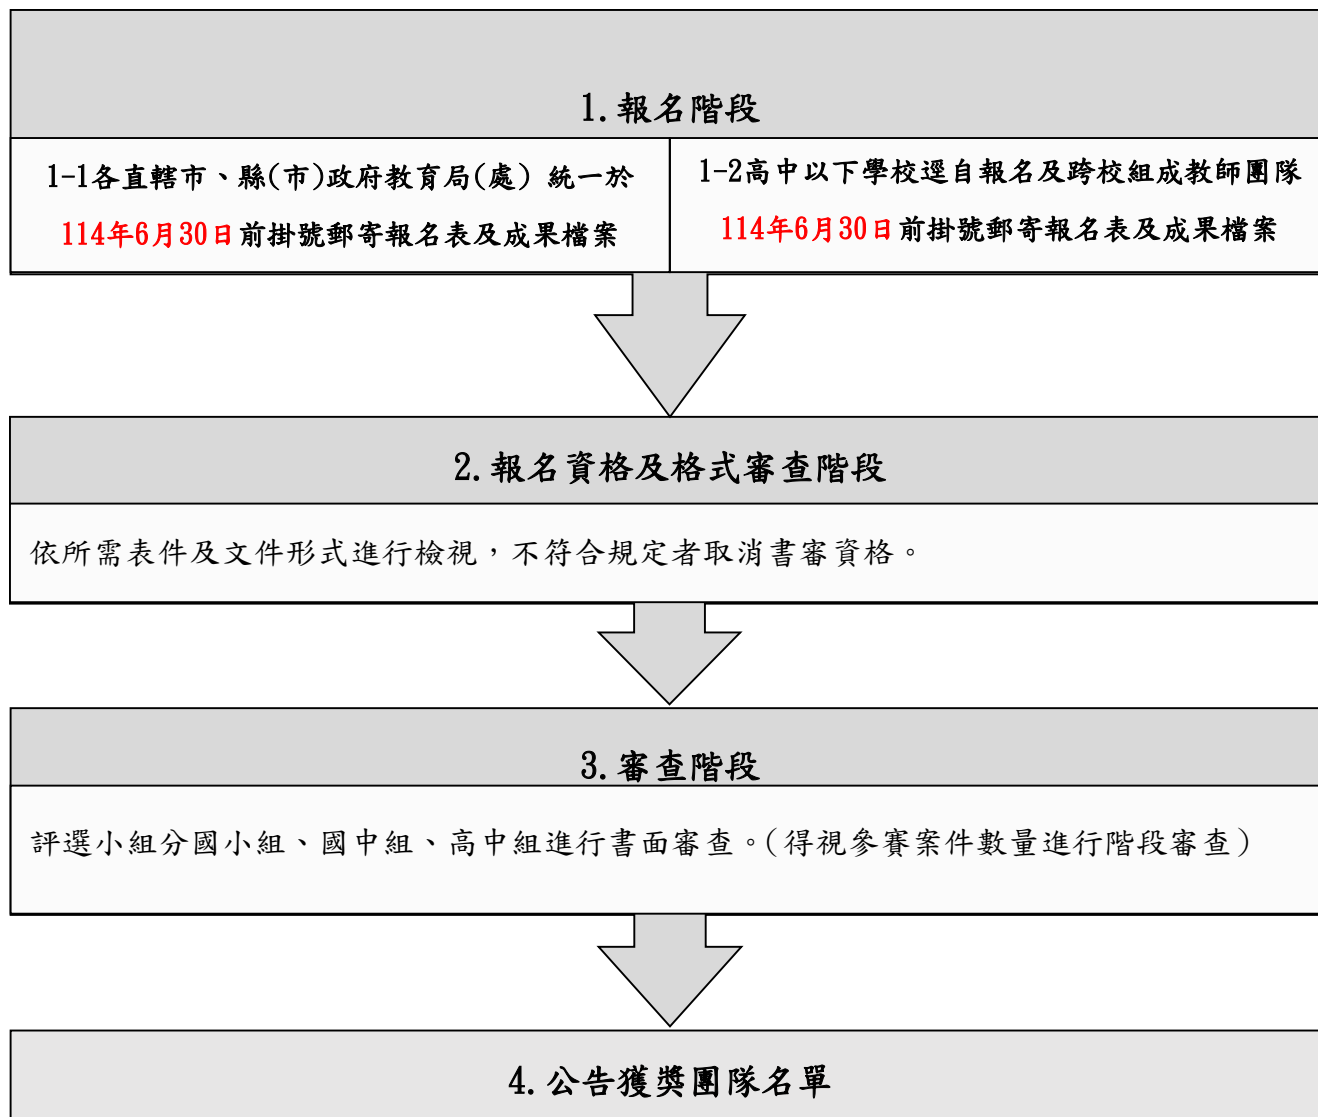 1.報名階段
1-1各直轄市、縣(市)政府教育局(處) 統一於
114年6月30日前掛號郵寄報名表及成果檔案
1-2高中以下學校逕自報名及跨校組成教師團隊
114年6月30日前掛號郵寄報名表及成果檔案
2.報名資格及格式審查階段
依所需表件及文件形式進行檢視，不符合規定者取消書審資格。
3.審查階段
評選小組分國小組、國中組、高中組進行書面審查。(得視參賽案件數量進行階段審查)
4.公告獲獎團隊名單